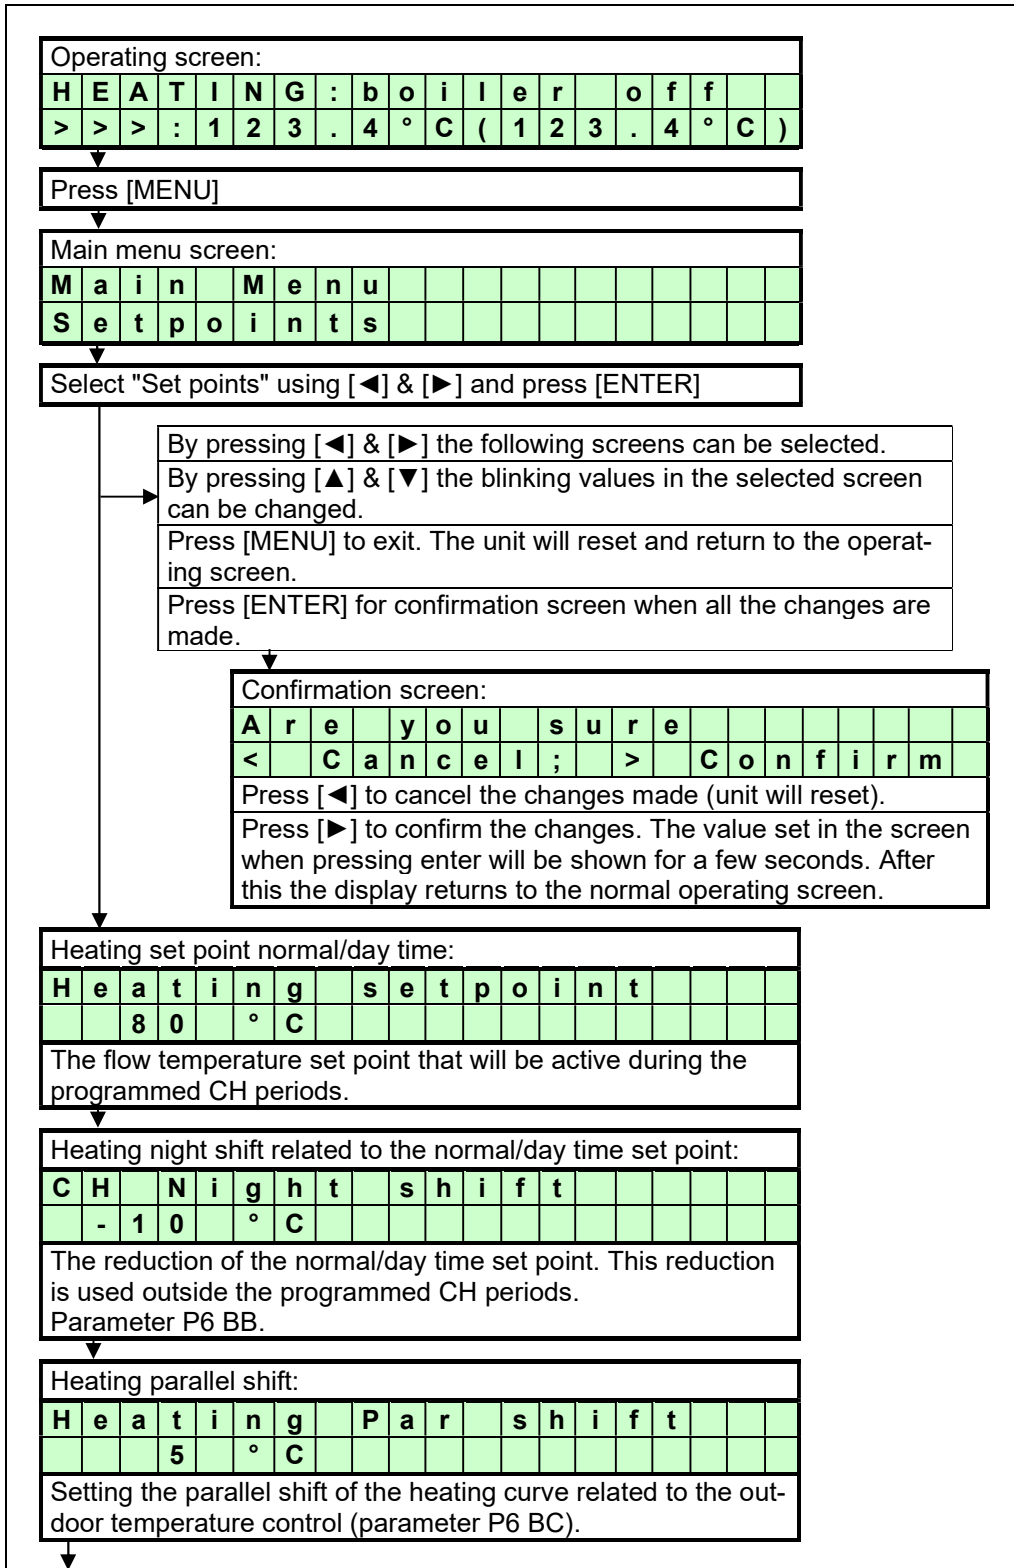 Operating screen:
HEATING:boiler off
>>>:123.4°C(123.4°C)
Press [MENU]
Main menu screen:
Main Menu
Setpoints
Select "Set points" using [◄] & [►] and press [ENTER]
By pressing [◄] & [►] the following screens can be selected.
By pressing [▲] & [▼] the blinking values in the selected screen
can be changed.
Press [MENU] to exit. The unit will reset and return to the operat-
ing screen.
Press [ENTER] for confirmation screen when all the changes are
made.
Confirmation screen:
Are you sure
< Cancel; > Confirm
Press [◄] to cancel the changes made (unit will reset).
Press [►] to confirm the changes. The value set in the screen
when pressing enter will be shown for a few seconds. After
this the display returns to the normal operating screen.
Heating set point normal/day time:
Heating setpoint
80 °C
The flow temperature set point that will be active during the
programmed CH periods.
Heating night shift related to the normal/day time set point:
CH Night shift
-10 °C
The reduction of the normal/day time set point. This reduction
is used outside the programmed CH periods.
Parameter P6 BB.
Heating parallel shift:
Heating Par shift
5 °C
Setting the parallel shift of the heating curve related to the out-
door temperature control (parameter P6 BC).